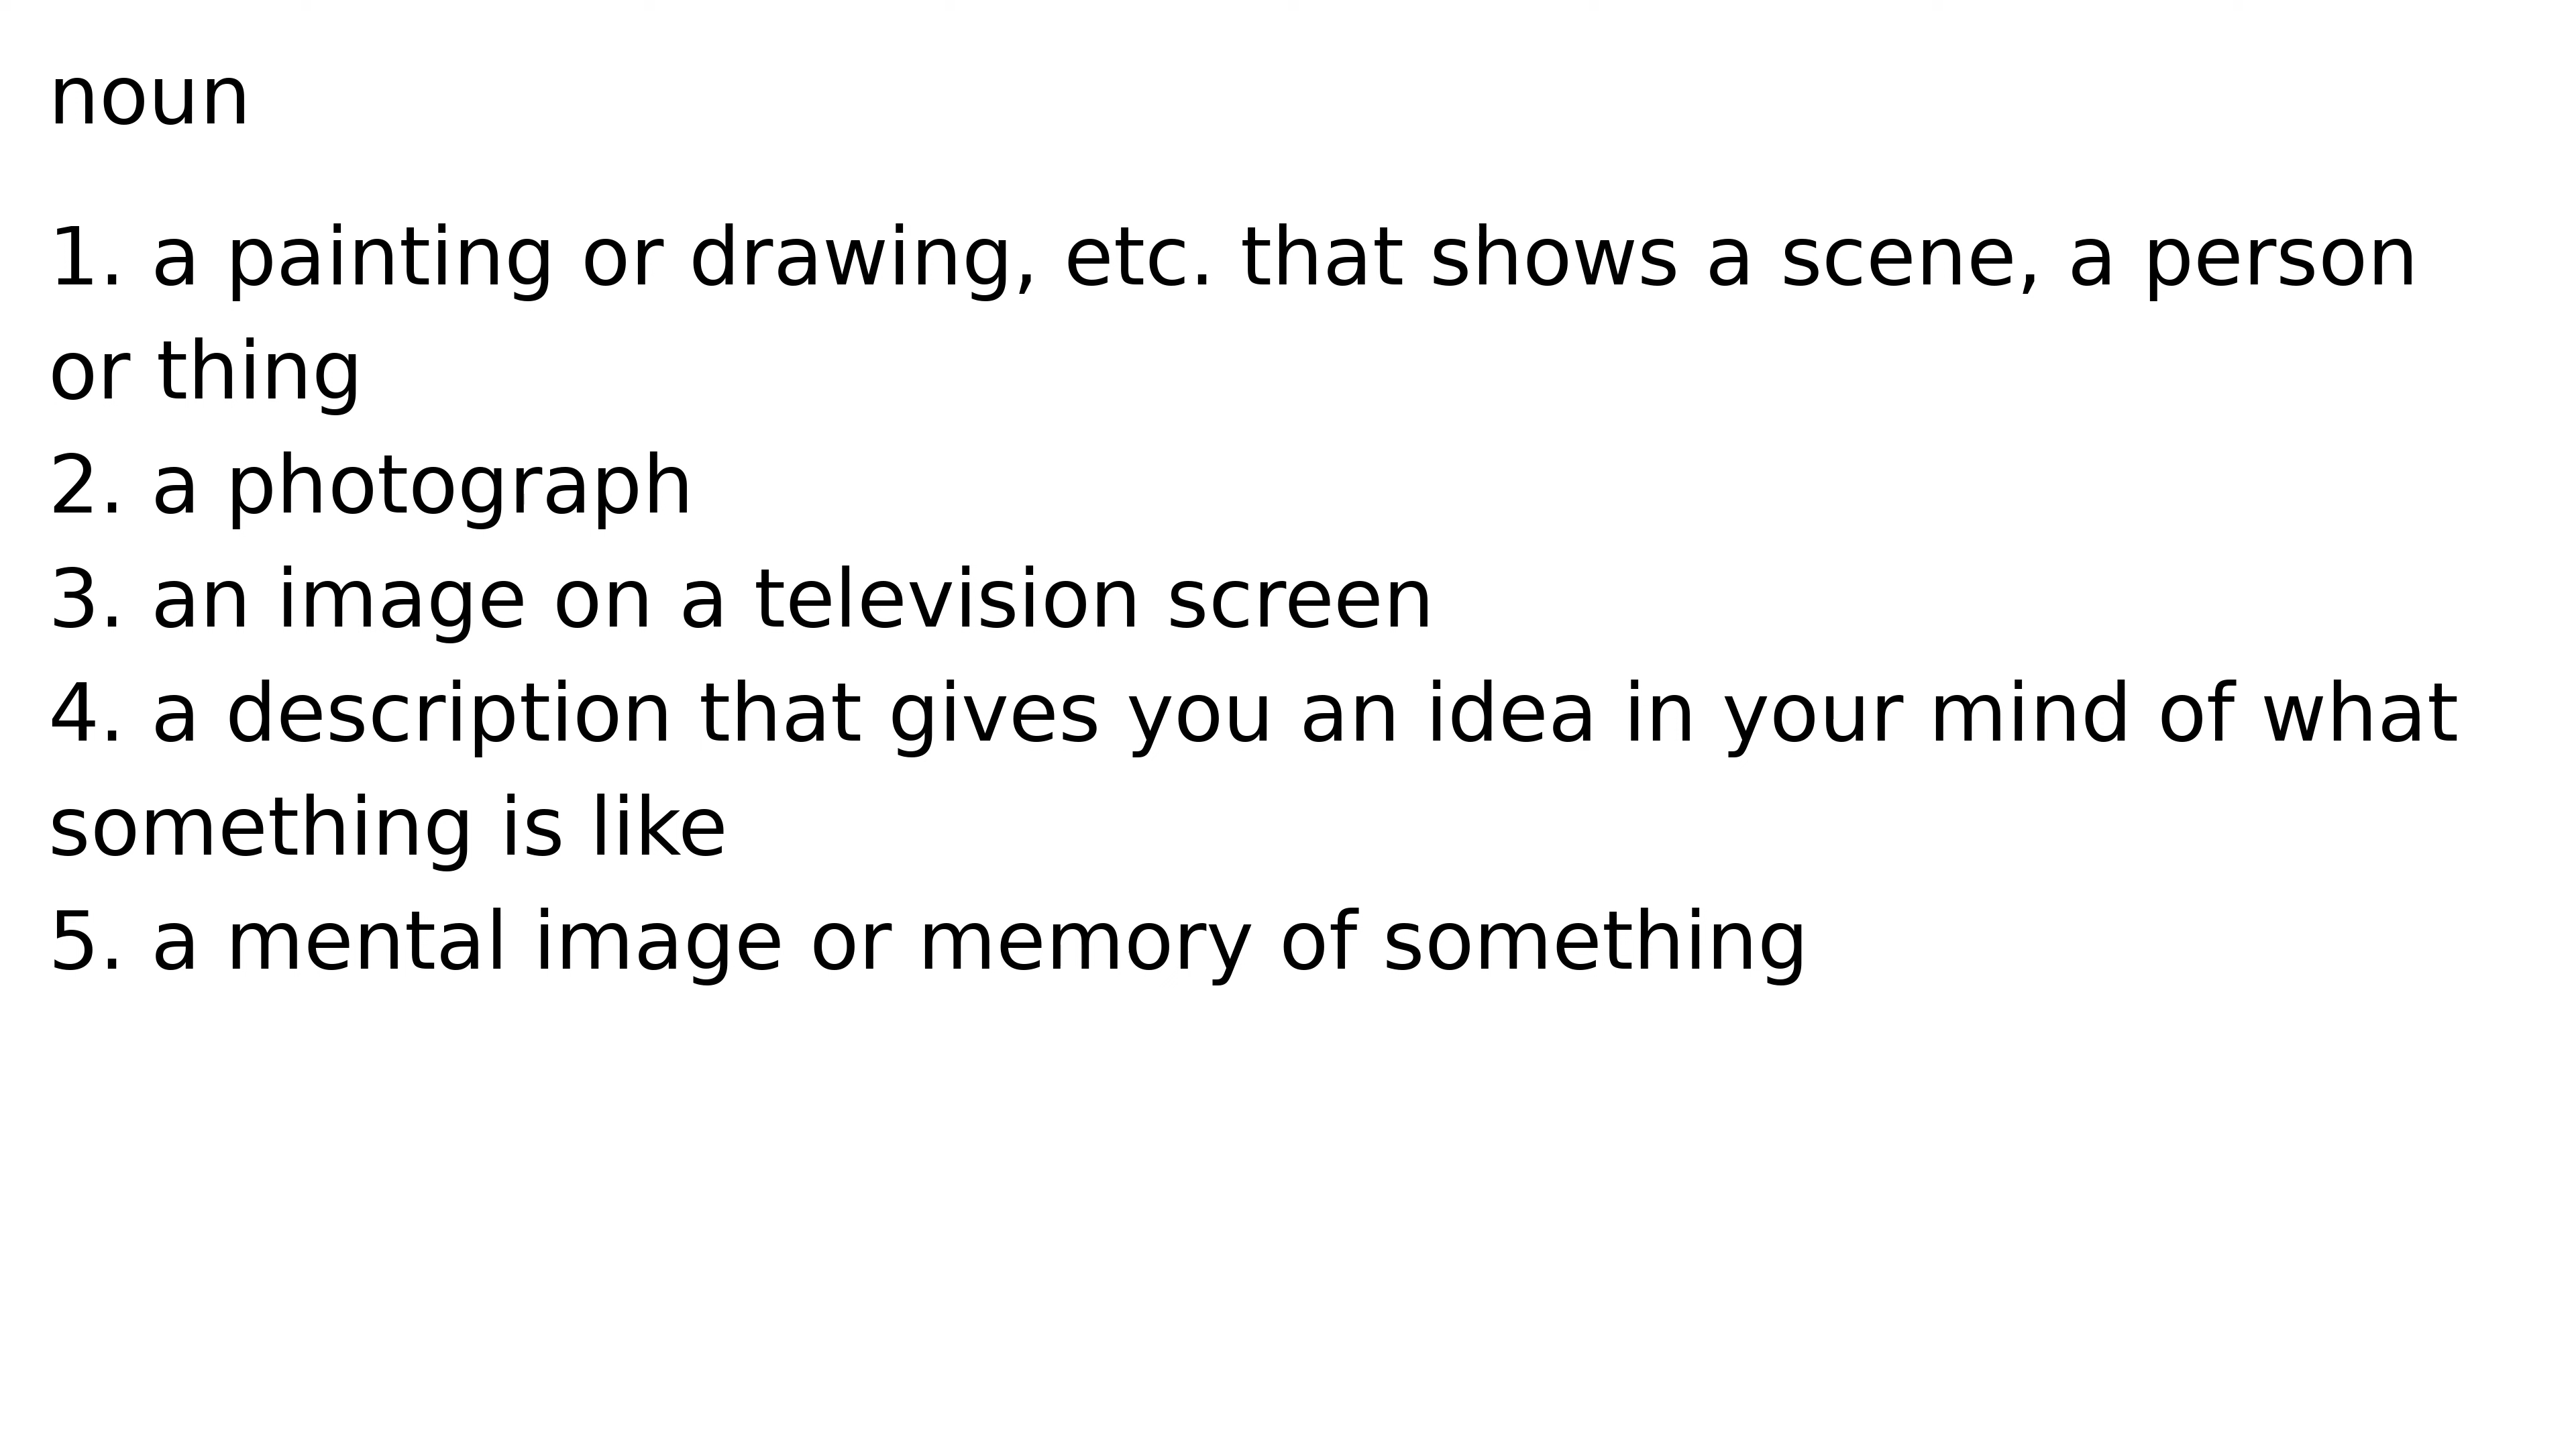 noun
1. a painting or drawing, etc. that shows a scene, a person
or thing
2. a photograph
3. an image on a television screen
4. a description that gives you an idea in your mind of what
something is like
5. a mental image or memory of something